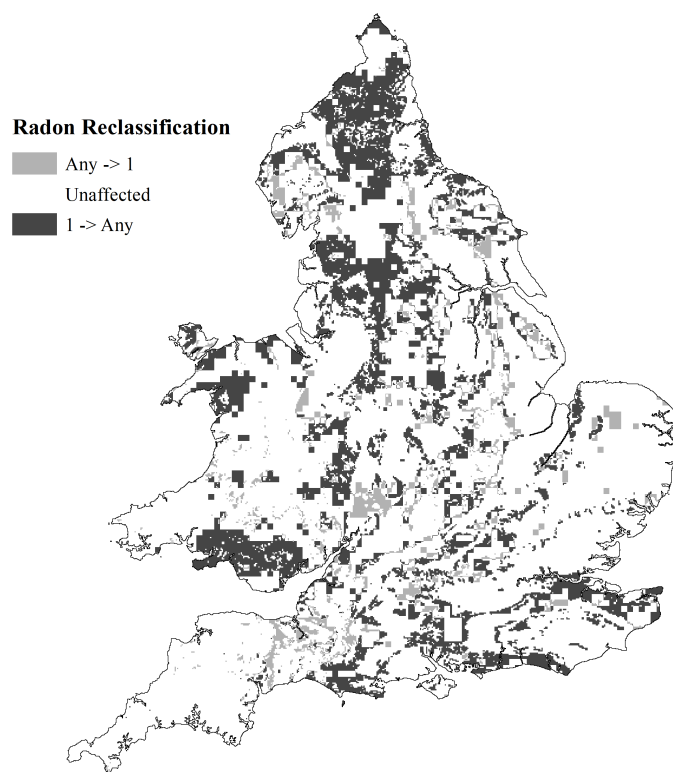 Radon Reclassification
Any -> 1
Unaffected
1 -> Any